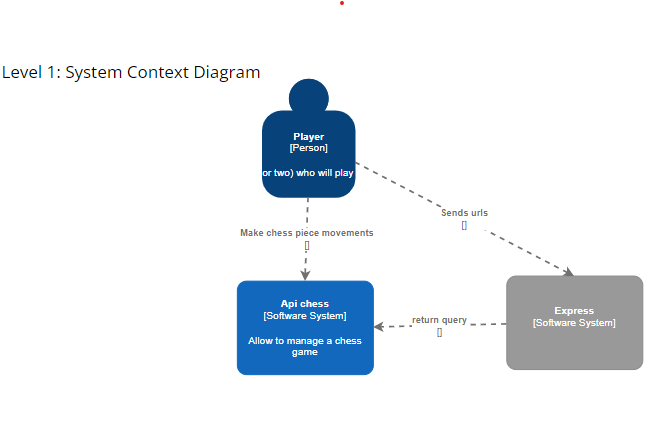 Level 1: System Context Diagram
Player
[Person]
or two) who will play
Sends urls
[]
Make chess piece movements
[]
Api chess
[Software System]
Allow to manage a chess
game
return query
[]
Express
[Software System]